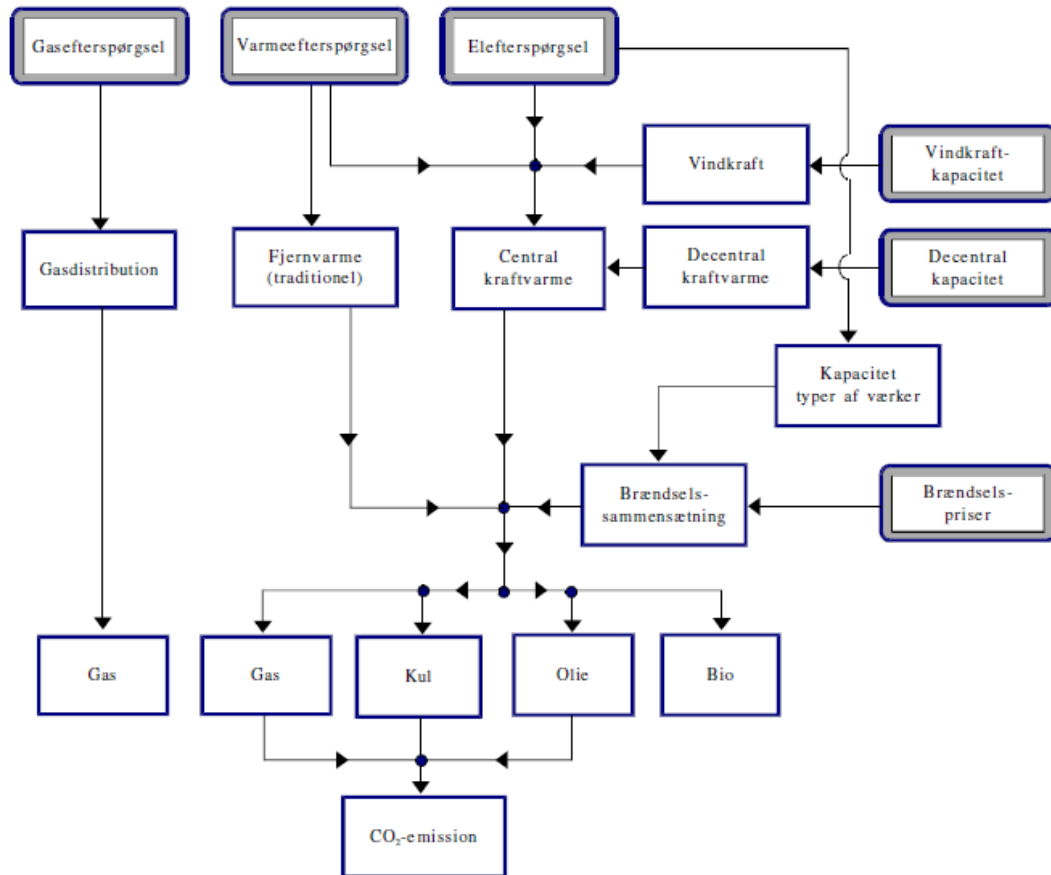 Gasefterspørgsel
Varmeefterspørgsel
Elefterspørgsel
Vindkraft
Vindkraft-
kapacitet
Gasdistribution
Fjernvarme
(traditionel)
Central
kraftvarme
Decentral
kraftvarme
Decentral
kapacitet
Kapacitet
typer af værker
Brændsels-
sammensætning
Brændsels-
priser
Gas
Gas
Kul
Olie
Bio
CO₂-emission